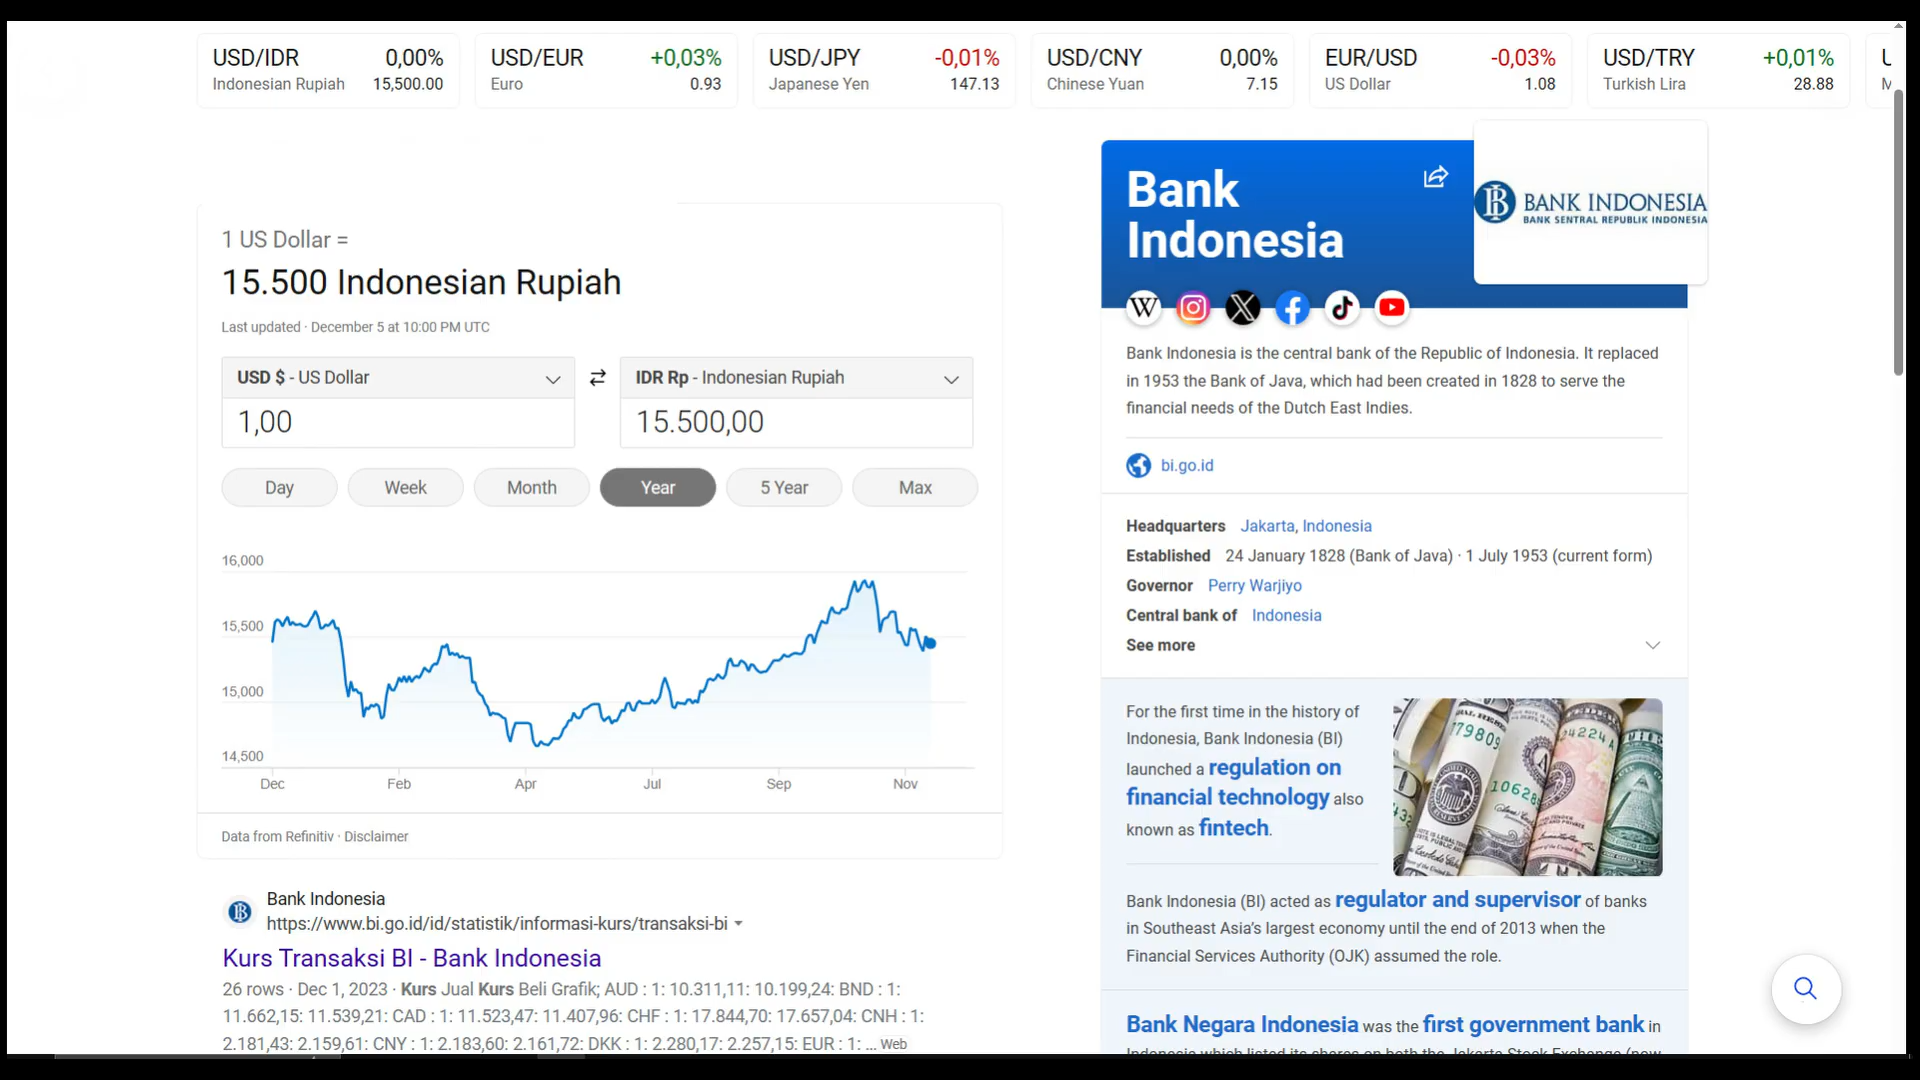 USD/IDR 0,00%
Indonesian Rupiah 15,500.00
USD/EUR +0,03%
Euro 0.93
USD/JPY -0,01%
Japanese Yen 147.13
USD/CNY 0,00%
Chinese Yuan 7.15
EUR/USD -0,03%
US Dollar 1.08
USD/TRY +0,01%
Turkish Lira 28.88
1 US Dollar =
15.500 Indonesian Rupiah
Last updated · December 5 at 10:00 PM UTC
USD $ - US Dollar
1,00
IDR Rp - Indonesian Rupiah
15.500,00
Day Week Month Year 5 Year Max
16,000
15,500
15,000
14,500
Dec Feb Apr Jul Sep Nov
Data from Refinitiv · Disclaimer
Bank Indonesia
https://www.bi.go.id/id/statistik/informasi-kurs/transaksi-bi
Kurs Transaksi BI - Bank Indonesia
26 rows · Dec 1, 2023 · Kurs Jual Kurs Beli Grafik; AUD : 1: 10.311,11: 10.199,24: BND : 1:
11.662,15: 11.539,21: CAD : 1: 11.523,47: 11.407,96: CHF : 1: 17.844,70: 17.657,04: CNH : 1:
2.181,43: 2.159,61: CNY : 1: 2.183,60: 2.161,72: DKK : 1: 2.280,17: 2.257,15: EUR : 1: ... Web
Bank
Indonesia
BANK INDONESIA
BANK SENTRAL REPUBLIK INDONESIA
Bank Indonesia is the central bank of the Republic of Indonesia. It replaced
in 1953 the Bank of Java, which had been created in 1828 to serve the
financial needs of the Dutch East Indies.
bi.go.id
Headquarters Jakarta, Indonesia
Established 24 January 1828 (Bank of Java) · 1 July 1953 (current form)
Governor Perry Warjiyo
Central bank of Indonesia
See more
For the first time in the history of
Indonesia, Bank Indonesia (BI)
launched a regulation on
financial technology also
known as fintech.
Bank Indonesia (BI) acted as regulator and supervisor of banks
in Southeast Asia's largest economy until the end of 2013 when the
Financial Services Authority (OJK) assumed the role.
Bank Negara Indonesia was the first government bank in
Indonesia which listed its shares on both the Jakarta Stock Exchange (now